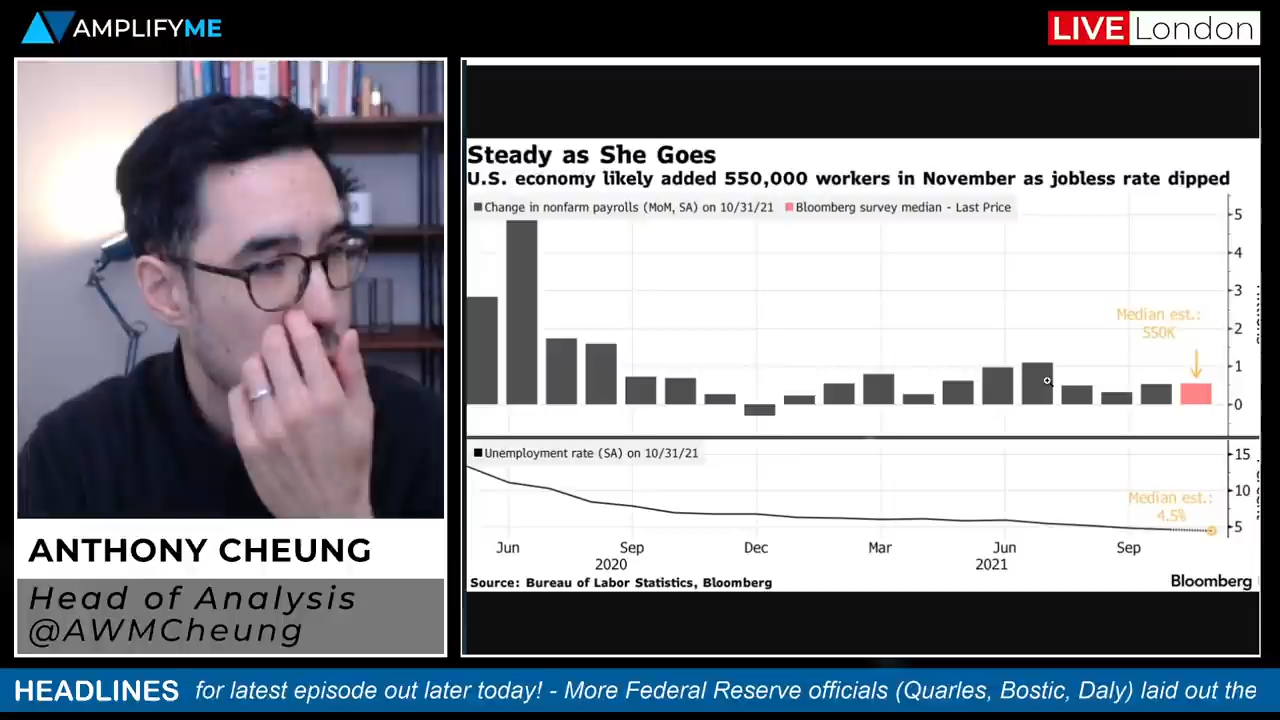 AMPLIFYME
LIVE London
Steady as She Goes
U.S. economy likely added 550,000 workers in November as jobless rate dipped
Change in nonfarm payrolls (MoM, SA) on 10/31/21 Bloomberg survey median - Last Price
5
4
3
2
1
0
Median est.:
550K
Unemployment rate (SA) on 10/31/21
15
10
5
Median est.:
4.5%
Jun Sep Dec Mar Jun Sep
2020 2021
Source: Bureau of Labor Statistics, Bloomberg
Bloomberg
ANTHONY CHEUNG
Head of Analysis
@AWMCheung
HEADLINES for latest episode out later today! - More Federal Reserve officials (Quarles, Bostic, Daly) laid out the